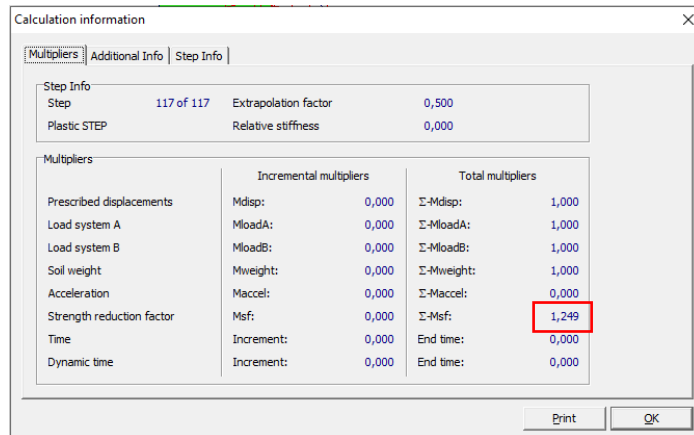 Calculation information
Multipliers Additional Info Step Info
Step Info
Step 117 of 117 Extrapolation factor 0,500
Plastic STEP Relative stiffness 0,000
Multipliers
Incremental multipliers Total multipliers
Prescribed displacements Mdisp: 0,000 Σ-Mdisp: 1,000
Load system A MloadA: 0,000 Σ-MloadA: 1,000
Load system B MloadB: 0,000 Σ-MloadB: 1,000
Soil weight Mweight: 0,000 Σ-Mweight: 1,000
Acceleration Maccel: 0,000 Σ-Maccel: 0,000
Strength reduction factor Msf: 0,000 Σ-Msf: 1,249
Time Increment: 0,000 End time: 0,000
Dynamic time Increment: 0,000 End time: 0,000
Print OK